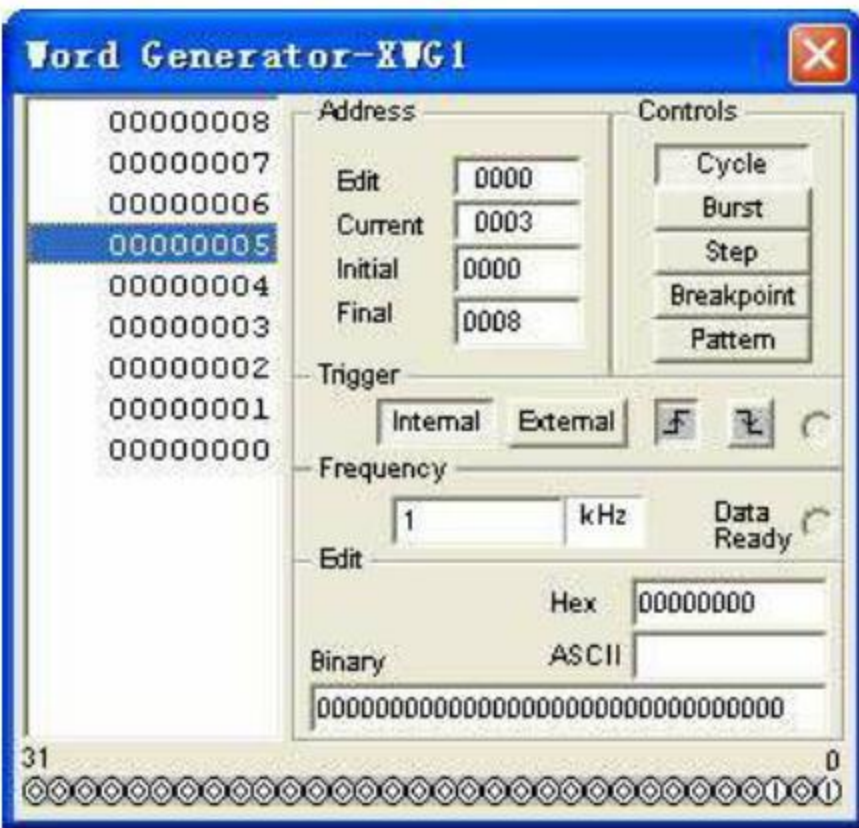 Word Generator-XWG1
00000008
00000007
00000006
00000005
00000004
00000003
00000002
00000001
00000000
Address
Edit 0000
Current 0003
Initial 0000
Final 0008
Controls
Cycle
Burst
Step
Breakpoint
Pattern
Trigger
Internal External
Frequency
1 kHz
Data
Ready
Edit
Hex 00000000
ASCII
Binary
00000000000000000000000000000000
31 0